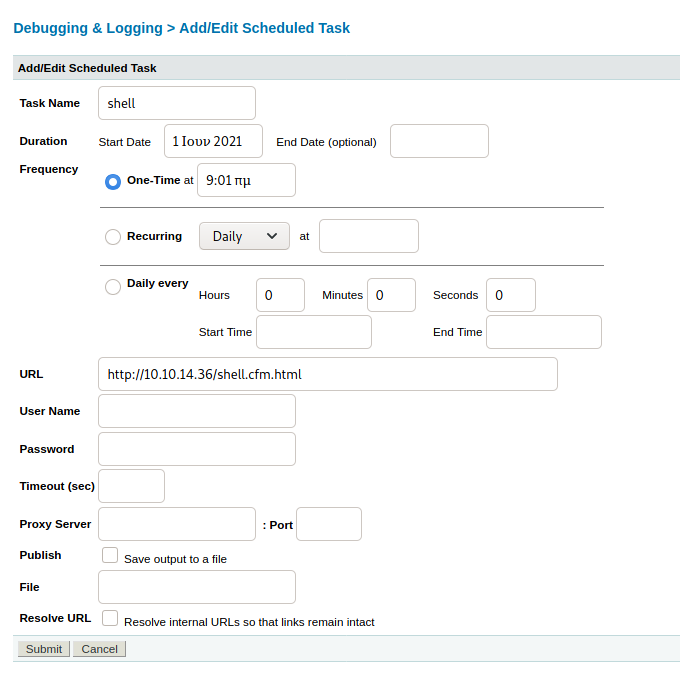 Debugging & Logging > Add/Edit Scheduled Task
Add/Edit Scheduled Task
Task Name shell
Duration Start Date 1 Ιουν 2021 End Date (optional)
Frequency
One-Time at 9:01 πμ
Recurring Daily at
Daily every
Hours 0 Minutes 0 Seconds 0
Start Time End Time
URL http://10.10.14.36/shell.cfm.html
User Name
Password
Timeout (sec)
Proxy Server : Port
Publish Save output to a file
File
Resolve URL Resolve internal URLs so that links remain intact
Submit Cancel